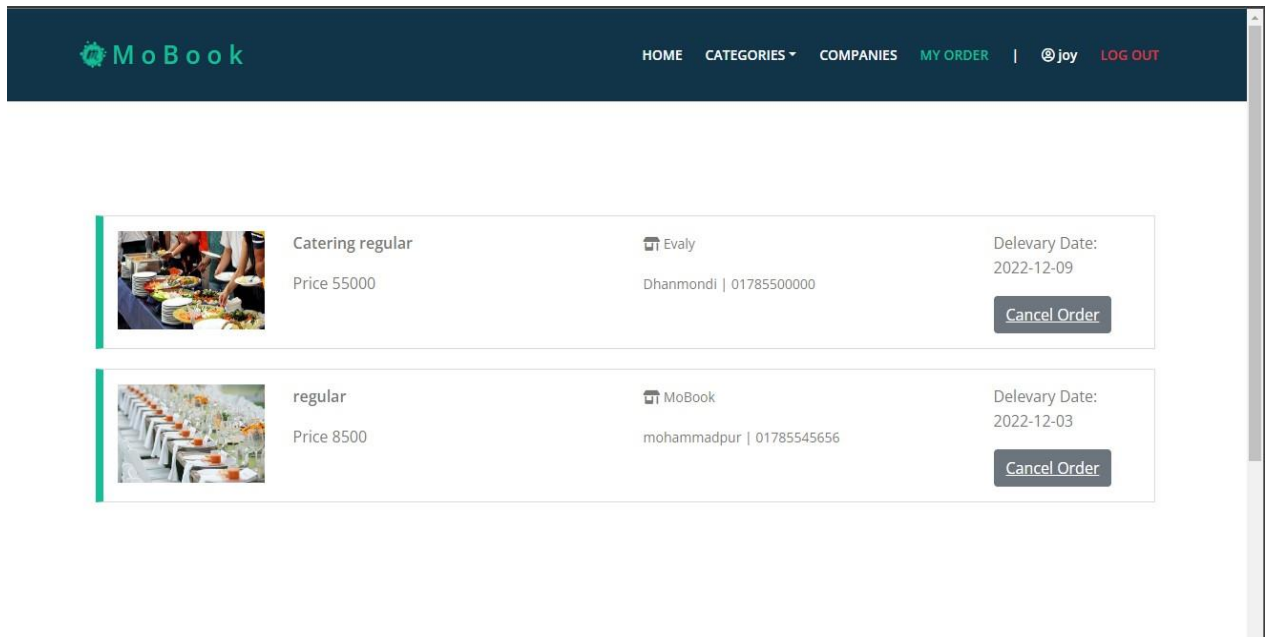 MoBook
HOME CATEGORIES COMPANIES MY ORDER | joy LOG OUT
Catering regular
Price 55000
Evaly
Dhanmondi | 01785500000
Delevary Date:
2022-12-09
Cancel Order
regular
Price 8500
MoBook
mohammadpur | 01785545656
Delevary Date:
2022-12-03
Cancel Order